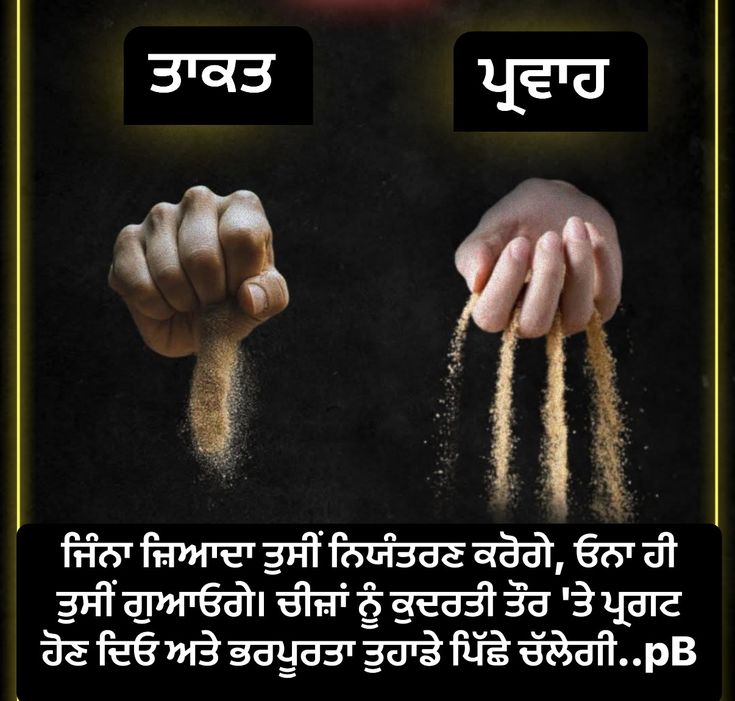 ਤਾਕਤ
ਪ੍ਰਵਾਹ
ਜਿੰਨਾ ਜ਼ਿਆਦਾ ਤੁਸੀਂ ਨਿਯੰਤਰਣ ਕਰੋਗੇ, ਓਨਾ ਹੀ
ਤੁਸੀਂ ਗੁਆਓਗੇ। ਚੀਜ਼ਾਂ ਨੂੰ ਕੁਦਰਤੀ ਤੌਰ 'ਤੇ ਪ੍ਰਗਟ
ਹੋਣ ਦਿਓ ਅਤੇ ਭਰਪੂਰਤਾ ਤੁਹਾਡੇ ਪਿੱਛੇ ਚੱਲੇਗੀ..pB